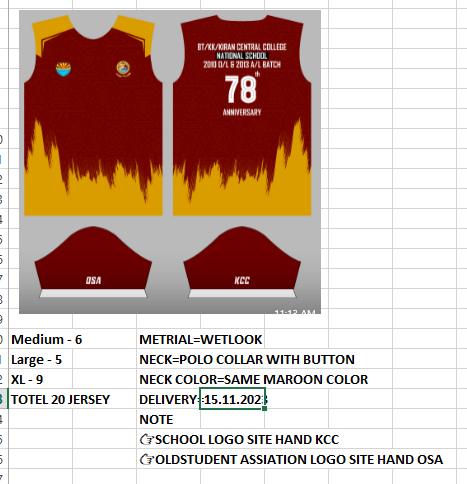 BT/KK/KIRAN CENTRAL COLLEGE
NATIONAL SCHOOL
2010 O/L & 2013 A/L BATCH
78th
ANNIVERSARY
OSA
KCC
11:13 AM
Medium - 6
METRIAL=WETLOOK
Large - 5
NECK=POLO COLLAR WITH BUTTON
XL - 9
NECK COLOR=SAME MAROON COLOR
TOTEL 20 JERSEY
DELIVERY=15.11.2023
NOTE
👉SCHOOL LOGO SITE HAND KCC
👉OLDSTUDENT ASSIATION LOGO SITE HAND OSA